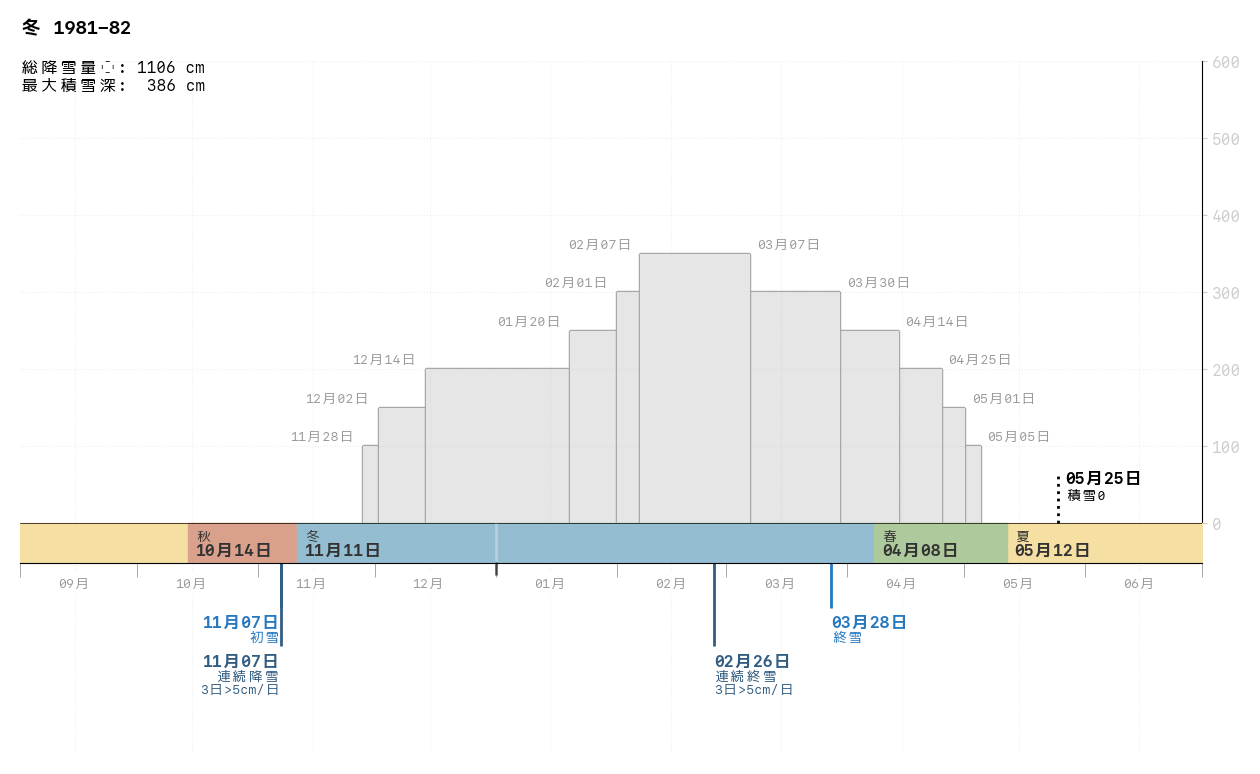 冬 1981–82
総降雪量: 1106 cm
最大積雪深: 386 cm
600
500
400
300
200
100
0
02月07日
03月07日
02月01日
03月30日
01月20日
04月14日
12月14日
04月25日
12月02日
05月01日
11月28日
05月05日
05月25日
積雪0
秋
10月14日
冬
11月11日
春
04月08日
夏
05月12日
09月
10月
11月
12月
01月
02月
03月
04月
05月
06月
11月07日
初雪
03月28日
終雪
11月07日
連続降雪
3日>5cm/日
02月26日
連続終雪
3日>5cm/日